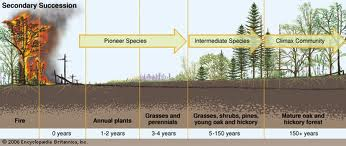 Secondary Succession
Pioneer Species
Intermediate Species
Climax Community
Fire
0 years
Annual plants
1-2 years
Grasses and
perennials
3-4 years
Grasses, shrubs, pines,
young oak and hickory
5-150 years
Mature oak and
hickory forest
150+ years
© 2006 Encyclopædia Britannica, Inc.